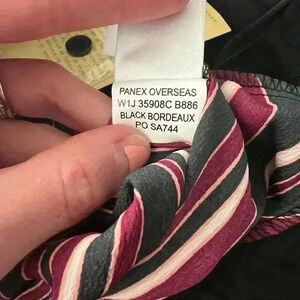 PANEX OVERSEAS
W1J 35908C B886
BLACK BORDEAUX
PO SA744